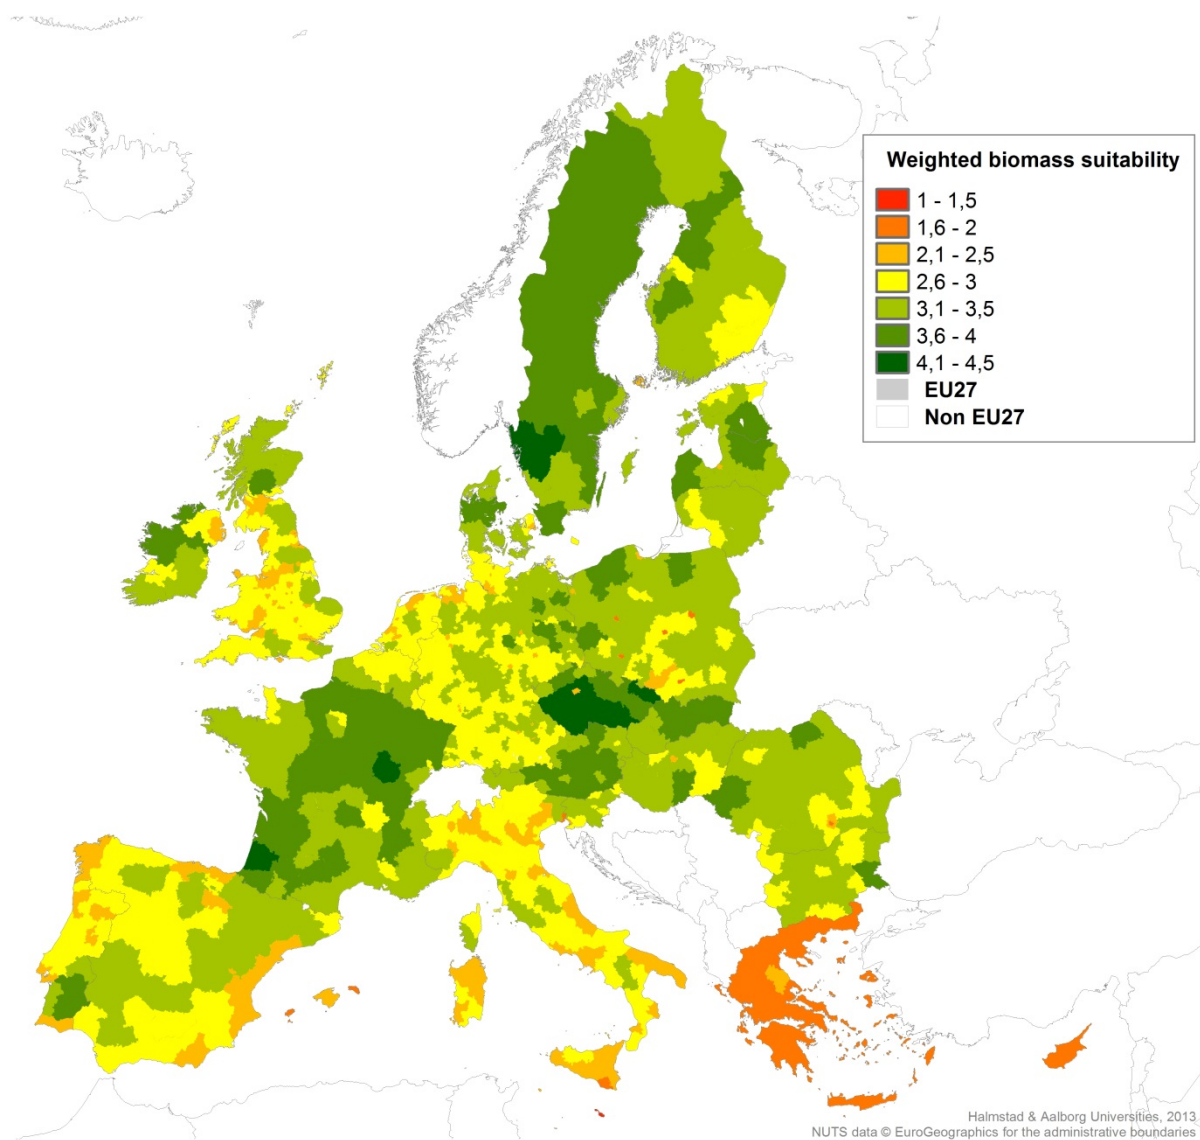 Weighted biomass suitability
1 - 1,5
1,6 - 2
2,1 - 2,5
2,6 - 3
3,1 - 3,5
3,6 - 4
4,1 - 4,5
EU27
Non EU27
Halmstad & Aalborg Universities, 2013
NUTS data © EuroGeographics for the administrative boundaries